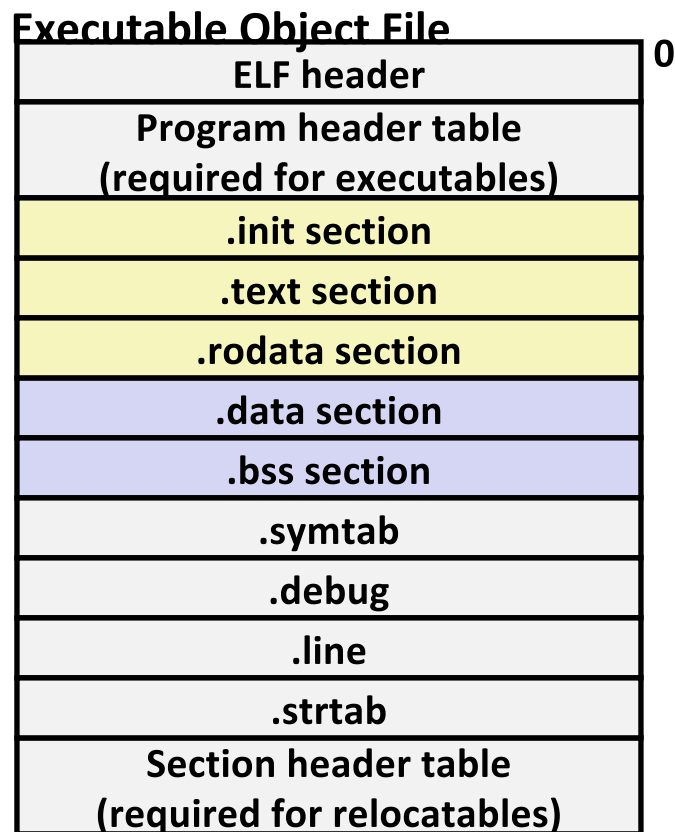 Executable Object File
0
ELF header
Program header table
(required for executables)
.init section
.text section
.rodata section
.data section
.bss section
.symtab
.debug
.line
.strtab
Section header table
(required for relocatables)